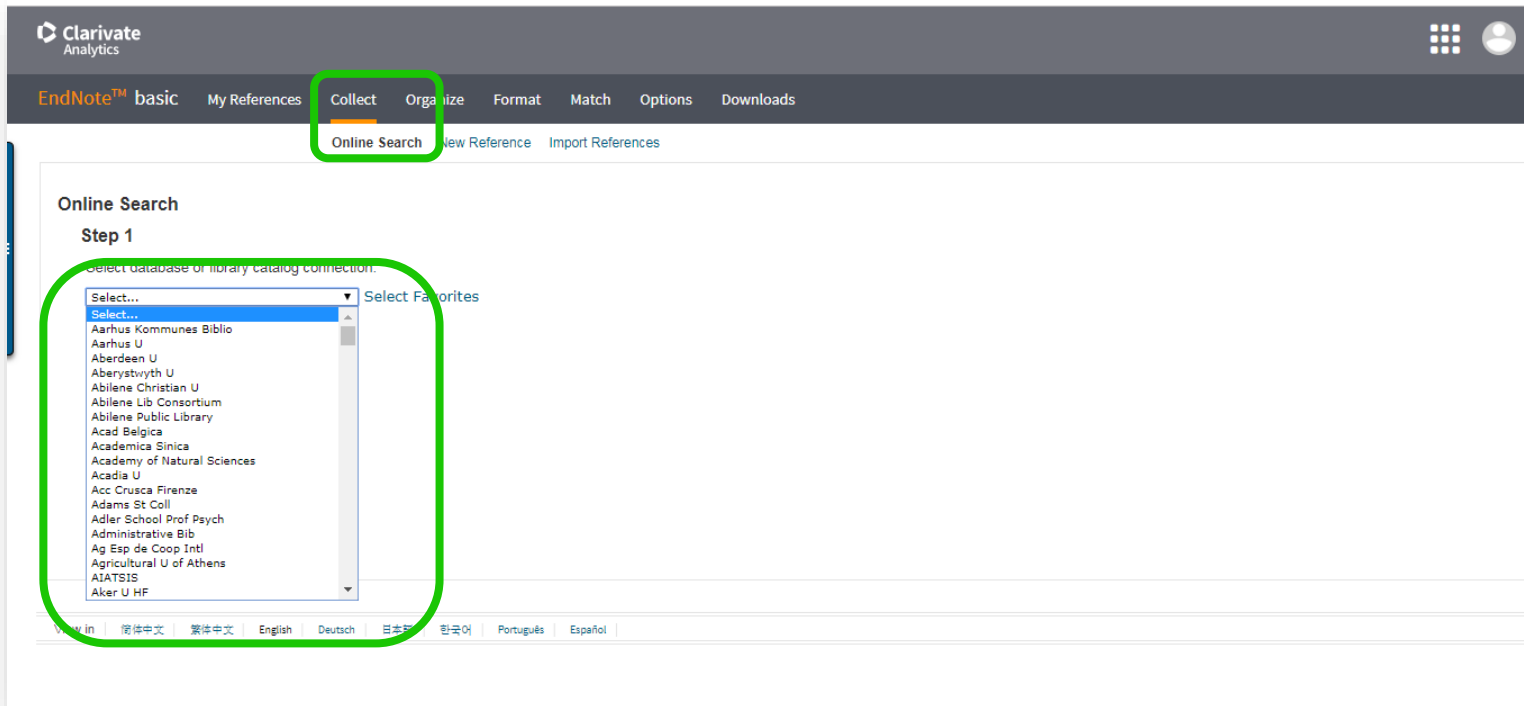 Clarivate
Analytics
EndNote™ basic My References Collect Organize Format Match Options Downloads
Online Search New Reference Import References
Online Search
Step 1
Select database or library catalog connection.
Select... Select Favorites
Select...
Aarhus Kommunes Biblio
Aarhus U
Aberdeen U
Aberystwyth U
Abilene Christian U
Abilene Lib Consortium
Abilene Public Library
Acad Belgica
Academica Sinica
Academy of Natural Sciences
Acadia U
Acc Crusca Firenze
Adams St Coll
Adler School Prof Psych
Administrative Bib
Ag Esp de Coop Intl
Agricultural U of Athens
AIATSIS
Aker U HF
View in 简体中文 繁体中文 English Deutsch 日本語 한국어 Português Español